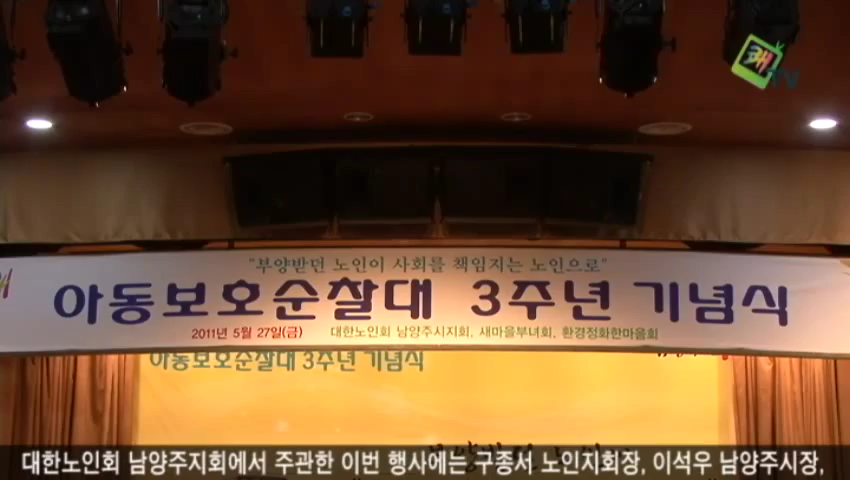 쾌
TV
"부양받던 노인이 사회를 책임지는 노인으로"
아동보호순찰대 3주년 기념식
2011년 5월 27일(금) 대한노인회 남양주시지회, 새마을부녀회, 환경정화한마음회
아동보호순찰대 3주년 기념식
대한노인회 남양주지회에서 주관한 이번 행사에는 구종서 노인지회장, 이석우 남양주시장,